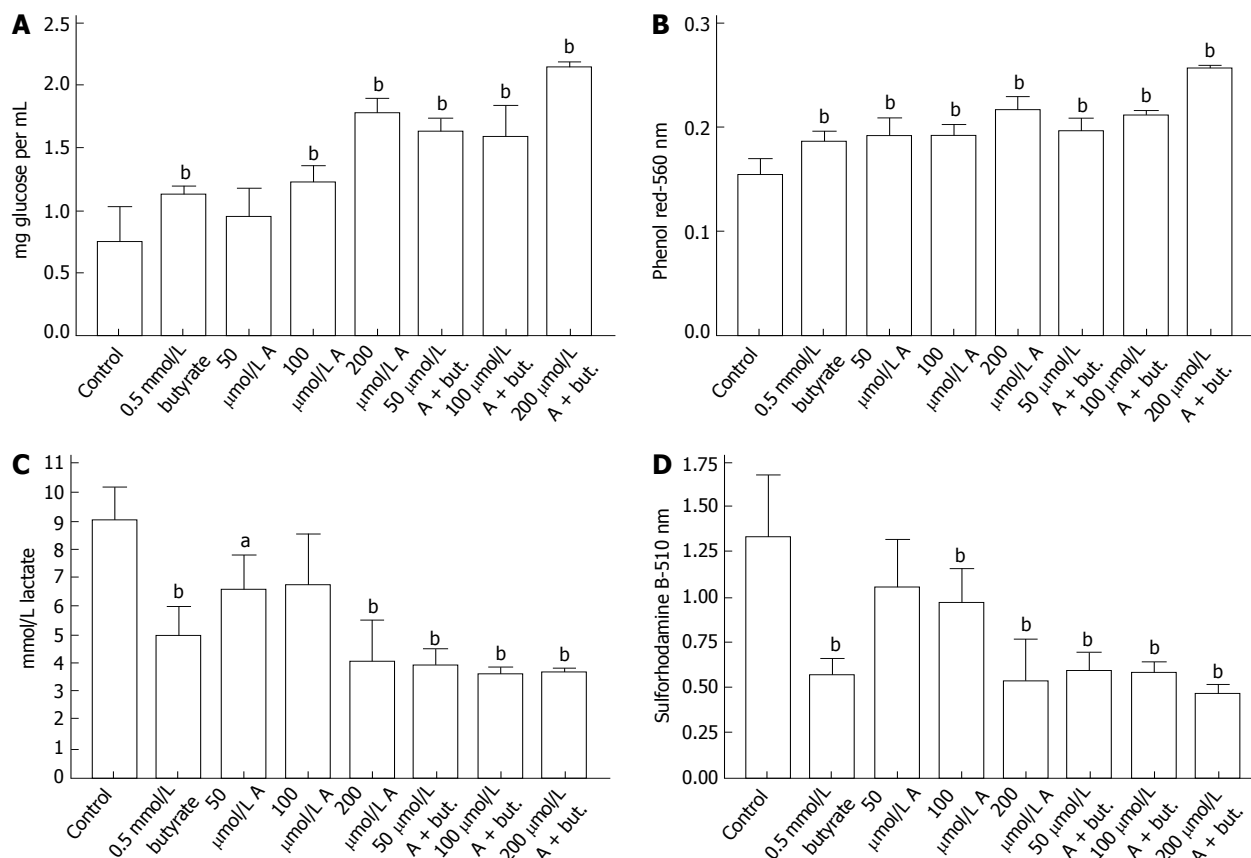 A
mg glucose per mL
2.5
2.0
1.5
1.0
0.5
0.0
b
b
b
b
b
b
Control
0.5 mmol/L
butyrate
50
μmol/L A
100
μmol/L A
200
μmol/L A
50 μmol/L
A + but.
100 μmol/L
A + but.
200 μmol/L
A + but.
B
Phenol red-560 nm
0.3
0.2
0.1
0.0
b
b
b
b
b
b
b
Control
0.5 mmol/L
butyrate
50
μmol/L A
100
μmol/L A
200
μmol/L A
50 μmol/L
A + but.
100 μmol/L
A + but.
200 μmol/L
A + but.
C
mmol/L lactate
11
10
9
8
7
6
5
4
3
2
1
0
b
a
b
b
b
b
Control
0.5 mmol/L
butyrate
50
μmol/L A
100
μmol/L A
200
μmol/L A
50 μmol/L
A + but.
100 μmol/L
A + but.
200 μmol/L
A + but.
D
Sulforhodamine B-510 nm
1.75
1.50
1.25
1.00
0.75
0.50
0.25
0.00
b
b
b
b
b
b
Control
0.5 mmol/L
butyrate
50
μmol/L A
100
μmol/L A
200
μmol/L A
50 μmol/L
A + but.
100 μmol/L
A + but.
200 μmol/L
A + but.